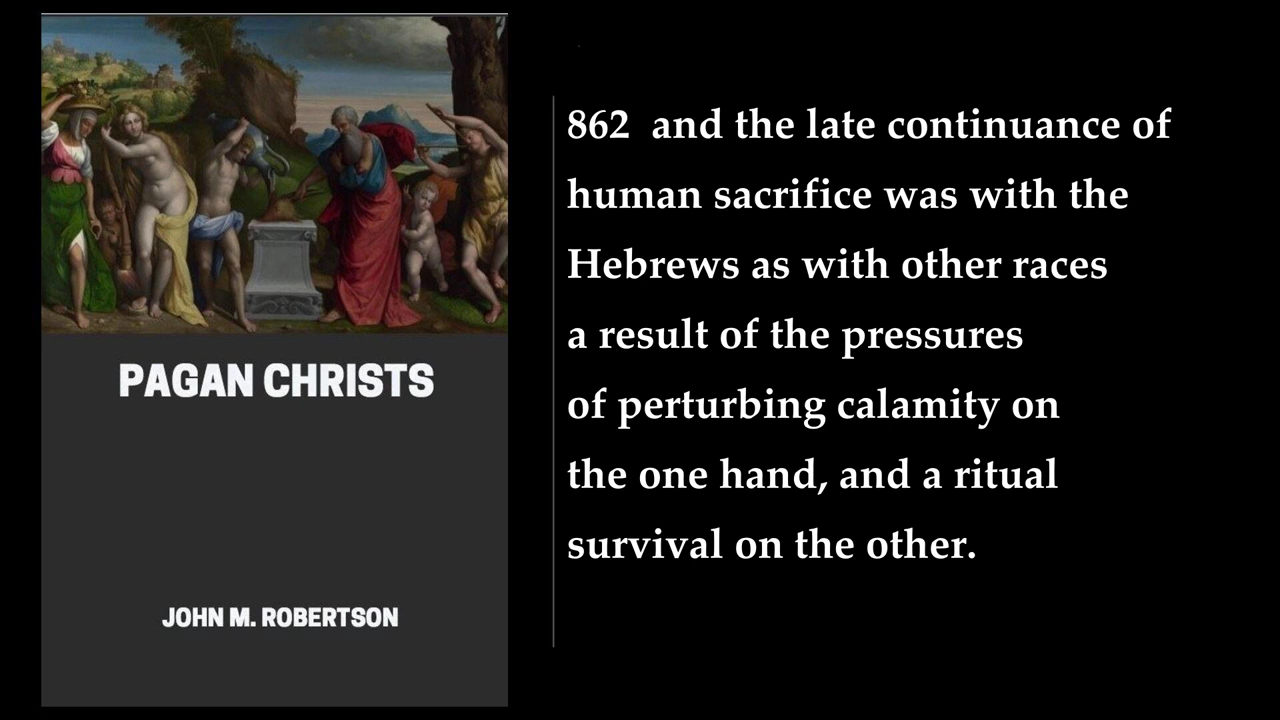 PAGAN CHRISTS
JOHN M. ROBERTSON
862 and the late continuance of
human sacrifice was with the
Hebrews as with other races
a result of the pressures
of perturbing calamity on
the one hand, and a ritual
survival on the other.